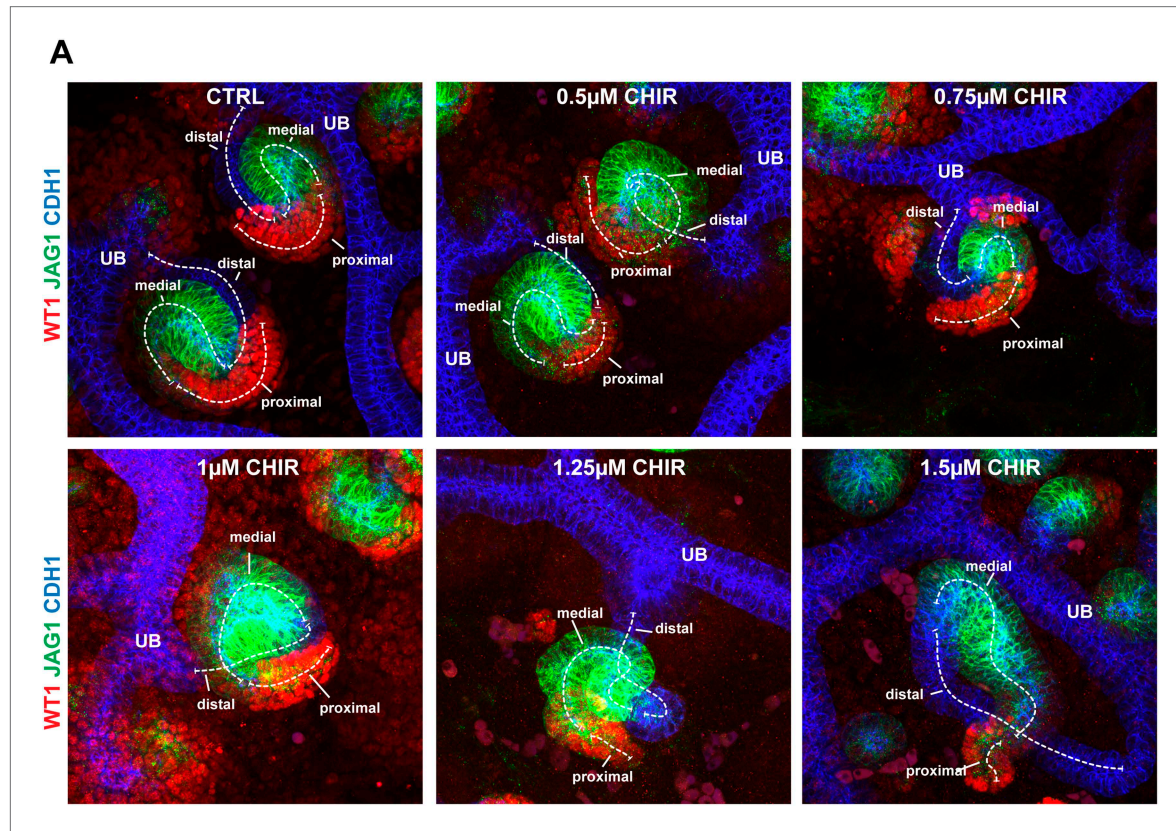 A
WT1 JAG1 CDH1
CTRL
UB
distal
medial
proximal
UB
distal
medial
proximal
0.5µM CHIR
UB
medial
distal
proximal
distal
medial
UB
proximal
0.75µM CHIR
UB
distal
medial
proximal
WT1 JAG1 CDH1
1µM CHIR
medial
UB
distal
proximal
1.25µM CHIR
UB
medial
distal
proximal
1.5µM CHIR
medial
UB
distal
proximal